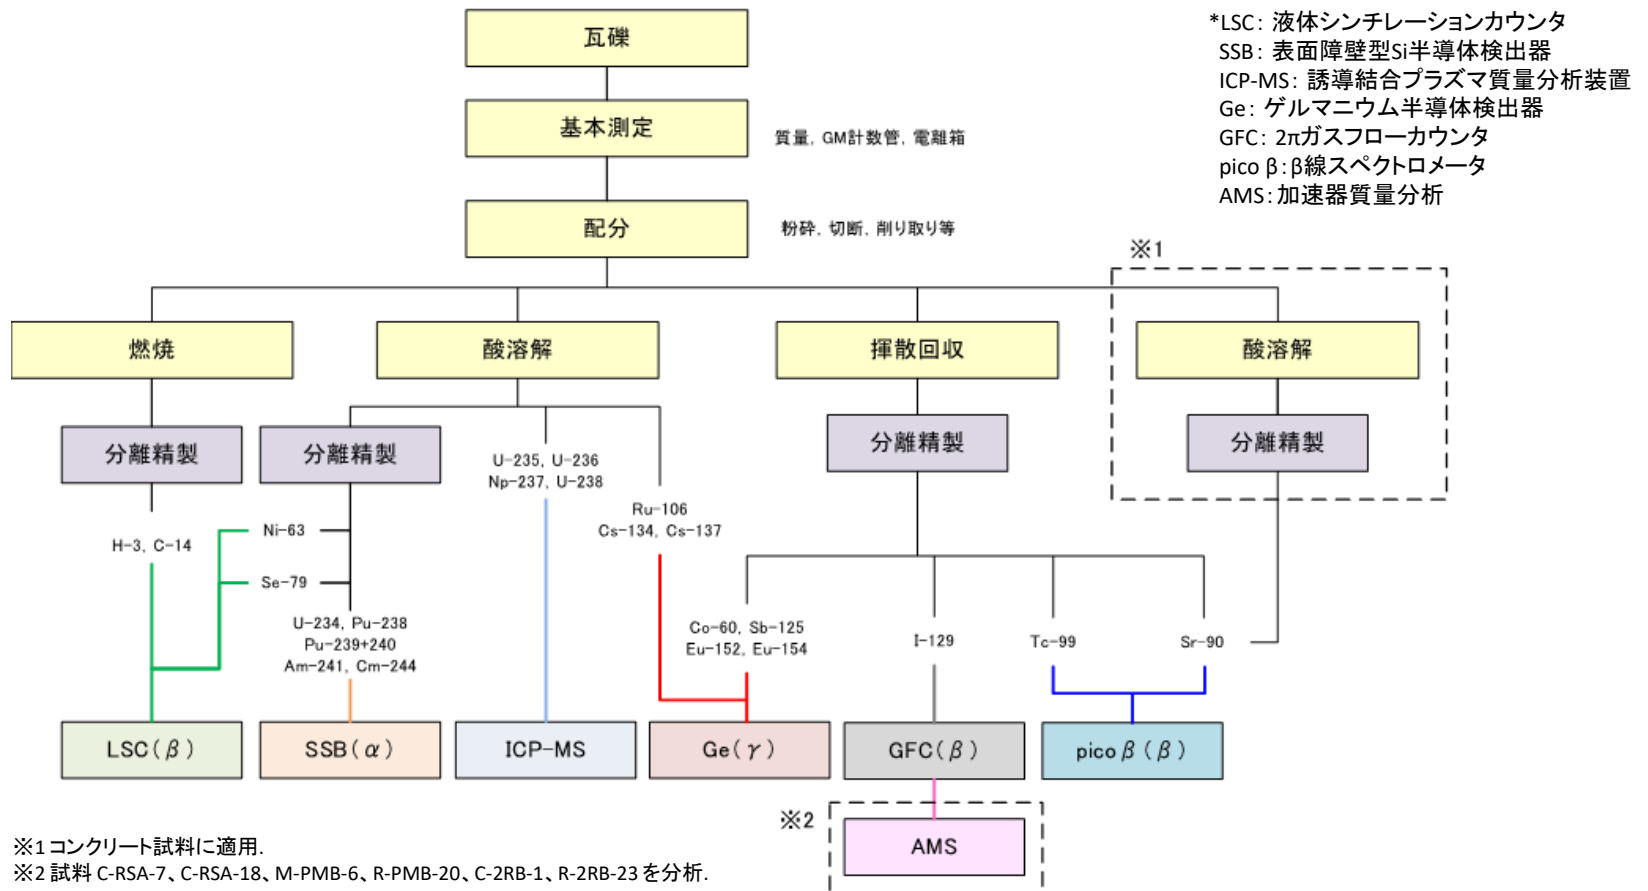 瓦礫
*LSC: 液体シンチレーションカウンタ
SSB: 表面障壁型Si半導体検出器
ICP-MS: 誘導結合プラズマ質量分析装置
Ge: ゲルマニウム半導体検出器
GFC: 2πガスフローカウンタ
pico β:β線スペクトロメータ
AMS:加速器質量分析
基本測定
質量, GM計数管, 電離箱
配分
粉砕, 切断, 削り取り等
※1
燃焼
酸溶解
揮散回収
酸溶解
分離精製
分離精製
分離精製
分離精製
U-235, U-236
Np-237, U-238
Ru-106
Cs-134, Cs-137
H-3, C-14
Ni-63
Se-79
U-234, Pu-238
Pu-239+240
Am-241, Cm-244
Co-60, Sb-125
Eu-152, Eu-154
I-129
Tc-99
Sr-90
LSC(β)
SSB(α)
ICP-MS
Ge(γ)
GFC(β)
pico β(β)
※2
AMS
※1 コンクリート試料に適用.
※2 試料 C-RSA-7、C-RSA-18、M-PMB-6、R-PMB-20、C-2RB-1、R-2RB-23 を分析.